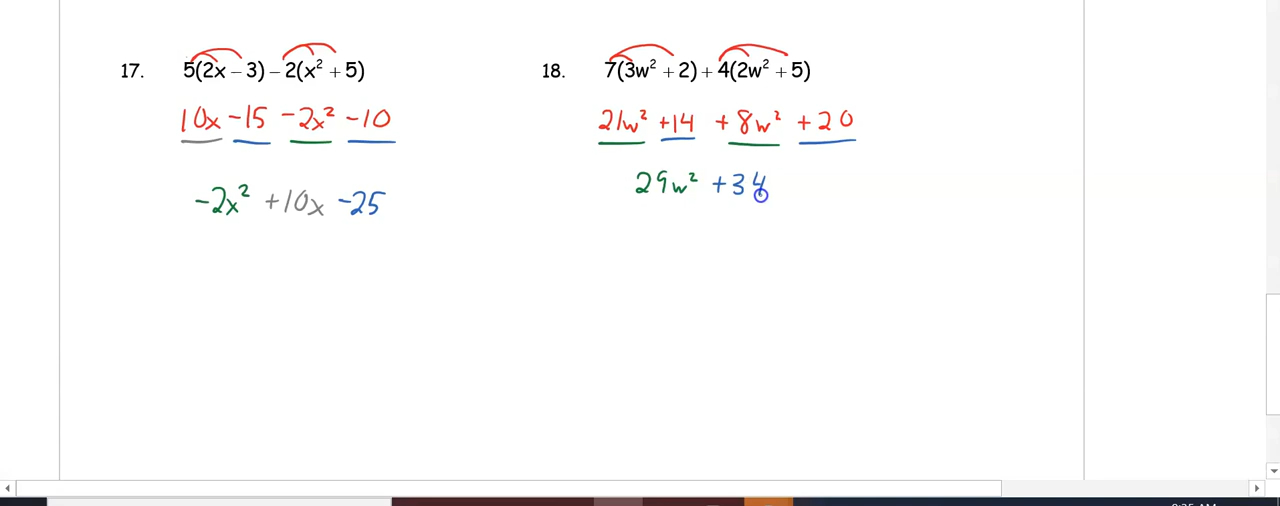 17. 5(2x – 3) – 2(x² + 5)
10x -15 -2x² -10
-2x² +10x -25
18. 7(3w² + 2) + 4(2w² + 5)
21w² +14 +8w² +20
29w² +34